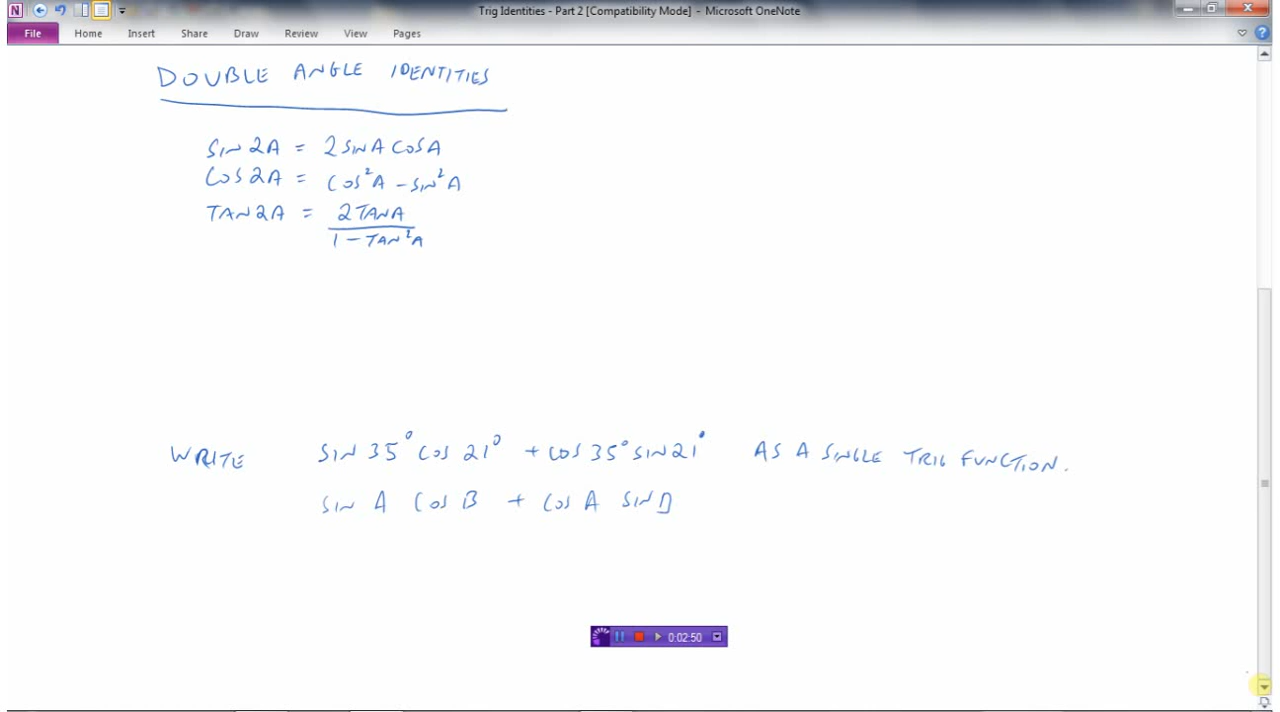 Trig Identities - Part 2 [Compatibility Mode] - Microsoft OneNote
File Home Insert Share Draw Review View Pages
DOUBLE ANGLE IDENTITIES
SIN 2A = 2 SIN A COS A
COS 2A = COS²A - SIN²A
TAN 2A = 2 TAN A
1 - TAN²A
WRITE SIN 35° COS 21° + COS 35° SIN 21° AS A SINGLE TRIG FUNCTION.
SIN A COS B + COS A SIN
0:02:50